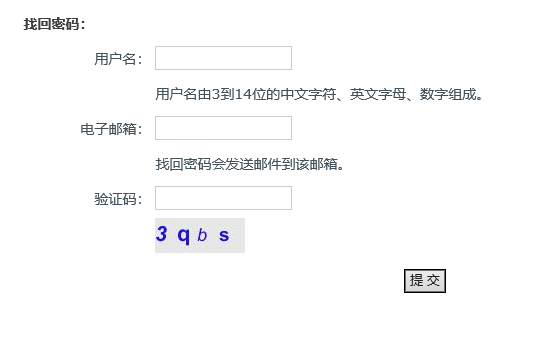 找回密码：
用户名：
用户名由3到14位的中文字符、英文字母、数字组成。
电子邮箱：
找回密码会发送邮件到该邮箱。
验证码：
3 q b s
提 交